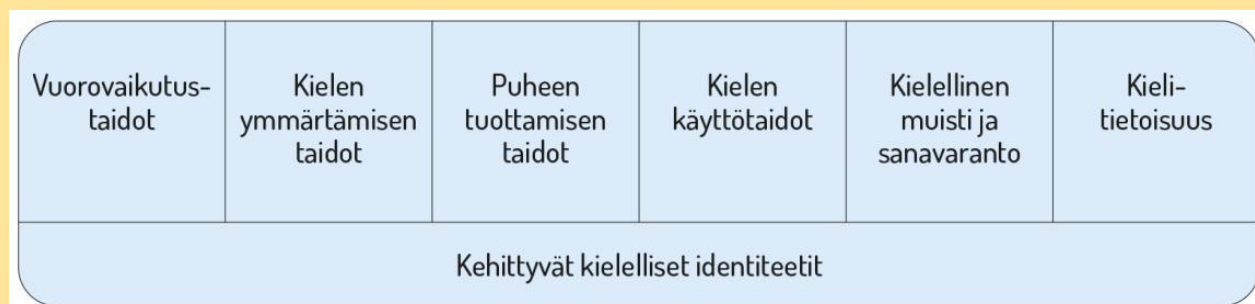 Vuorovaikutus-
taidot
Kielen
ymmärtämisen
taidot
Puheen
tuottamisen
taidot
Kielen
käyttötaidot
Kielellinen
muisti ja
sanavaranto
Kieli-
tietoisuus
Kehittyvät kielelliset identiteetit